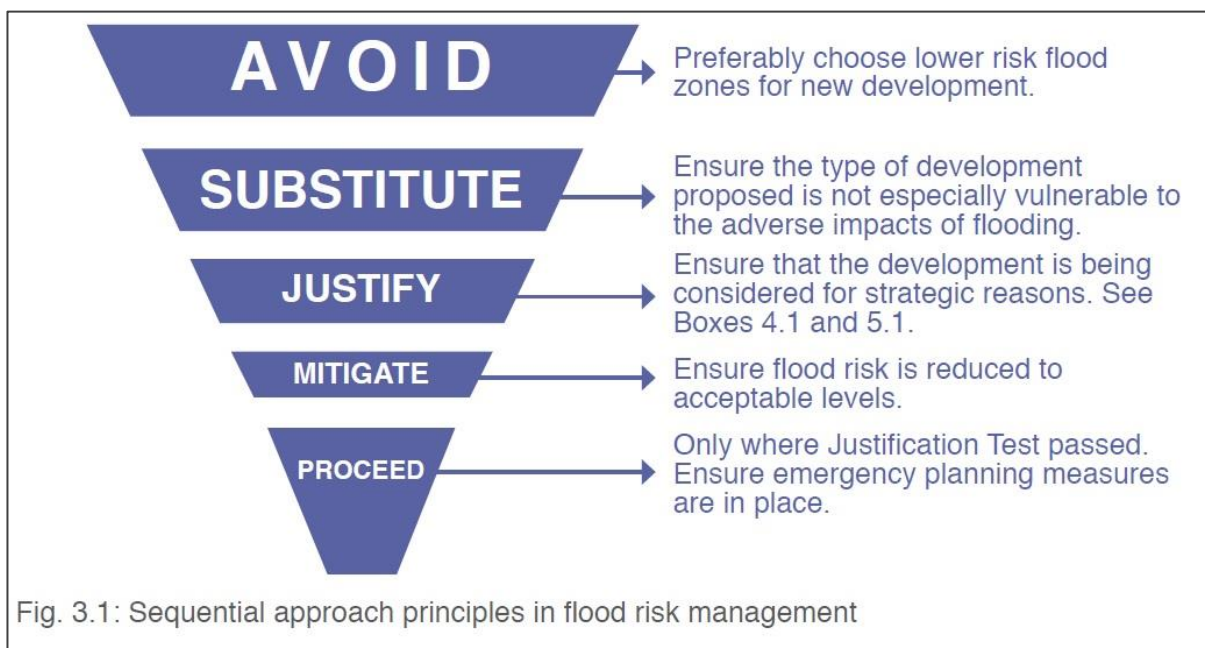 AVOID
Preferably choose lower risk flood
zones for new development.
SUBSTITUTE
Ensure the type of development
proposed is not especially vulnerable to
the adverse impacts of flooding.
JUSTIFY
Ensure that the development is being
considered for strategic reasons. See
Boxes 4.1 and 5.1.
MITIGATE
Ensure flood risk is reduced to
acceptable levels.
PROCEED
Only where Justification Test passed.
Ensure emergency planning measures
are in place.
Fig. 3.1: Sequential approach principles in flood risk management